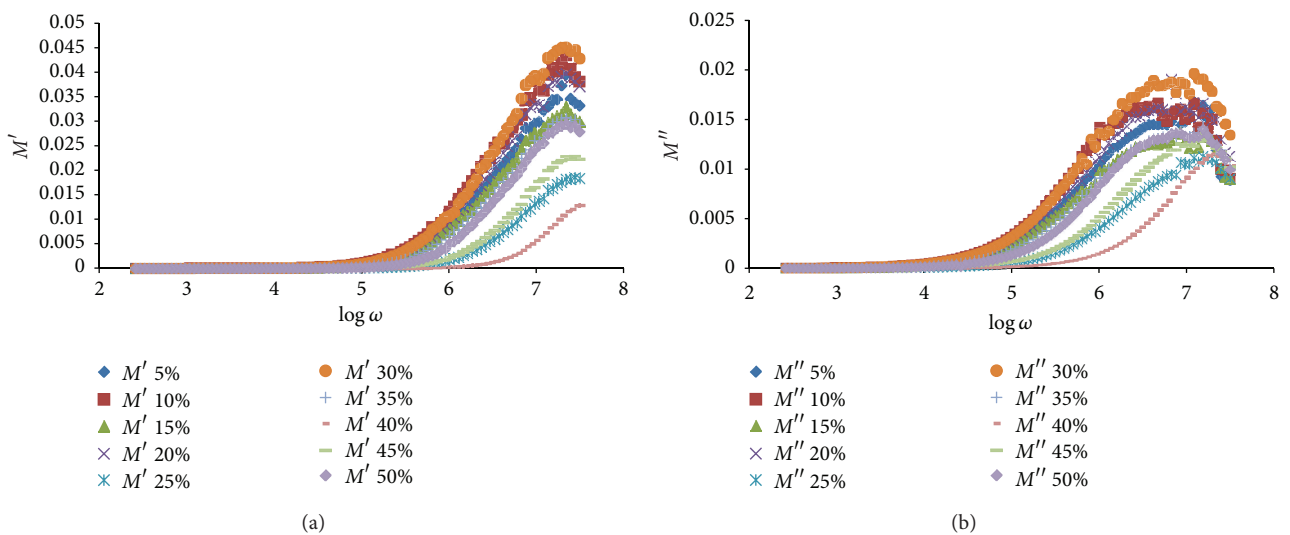 0.05
0.045
0.04
0.035
0.03
0.025
0.02
0.015
0.01
0.005
0
M′
2 3 4 5 6 7 8
log ω
M′ 5%
M′ 10%
M′ 15%
M′ 20%
M′ 25%
M′ 30%
M′ 35%
M′ 40%
M′ 45%
M′ 50%
(a)
0.025
0.02
0.015
0.01
0.005
0
M′′
2 3 4 5 6 7 8
log ω
M′′ 5%
M′′ 10%
M′′ 15%
M′′ 20%
M′′ 25%
M′′ 30%
M′′ 35%
M′′ 40%
M′′ 45%
M′′ 50%
(b)